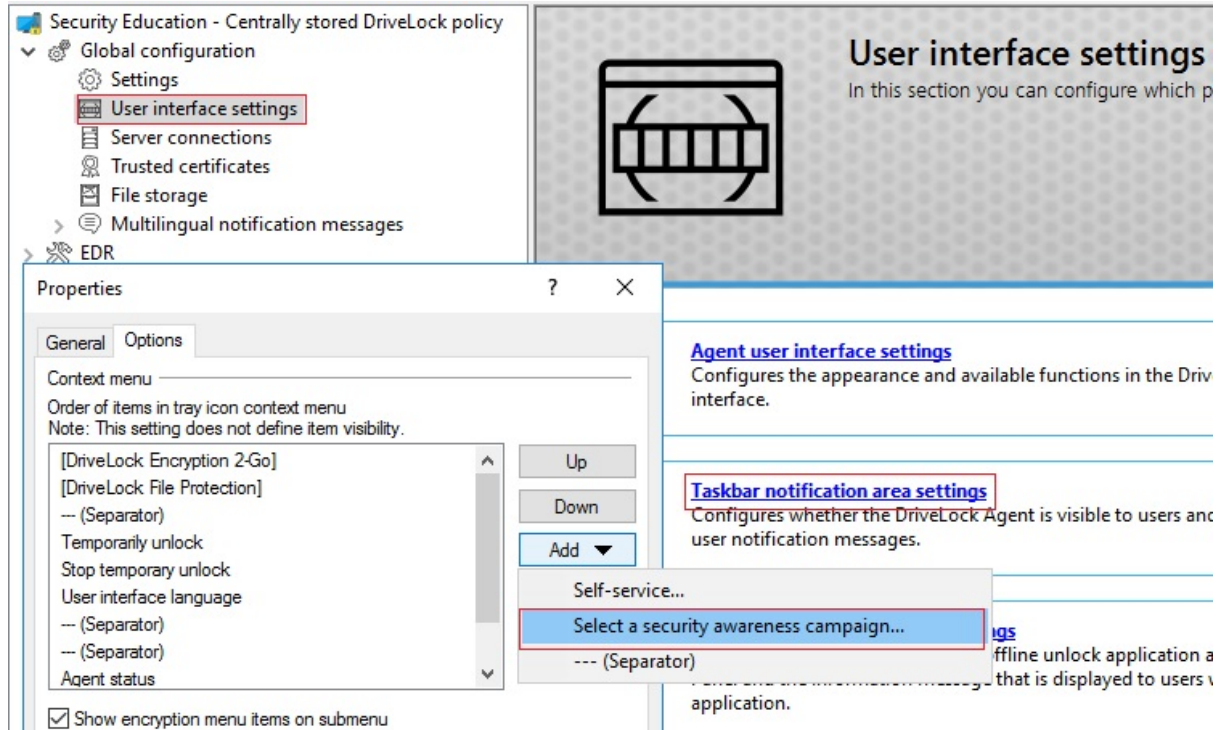 Security Education - Centrally stored DriveLock policy
Global configuration
Settings
User interface settings
Server connections
Trusted certificates
File storage
Multilingual notification messages
EDR
User interface settings
In this section you can configure which p
Properties
?
General
Options
Context menu
Order of items in tray icon context menu
Note: This setting does not define item visibility.
[DriveLock Encryption 2-Go]
[DriveLock File Protection]
--- (Separator)
Temporarily unlock
Stop temporary unlock
User interface language
--- (Separator)
--- (Separator)
Agent status
Show encryption menu items on submenu
Up
Down
Add
Self-service...
Select a security awareness campaign...
--- (Separator)
Agent user interface settings
Configures the appearance and available functions in the Driv
interface.
Taskbar notification area settings
Configures whether the DriveLock Agent is visible to users and
user notification messages.
ngs
ffline unlock application a
that is displayed to users
application.